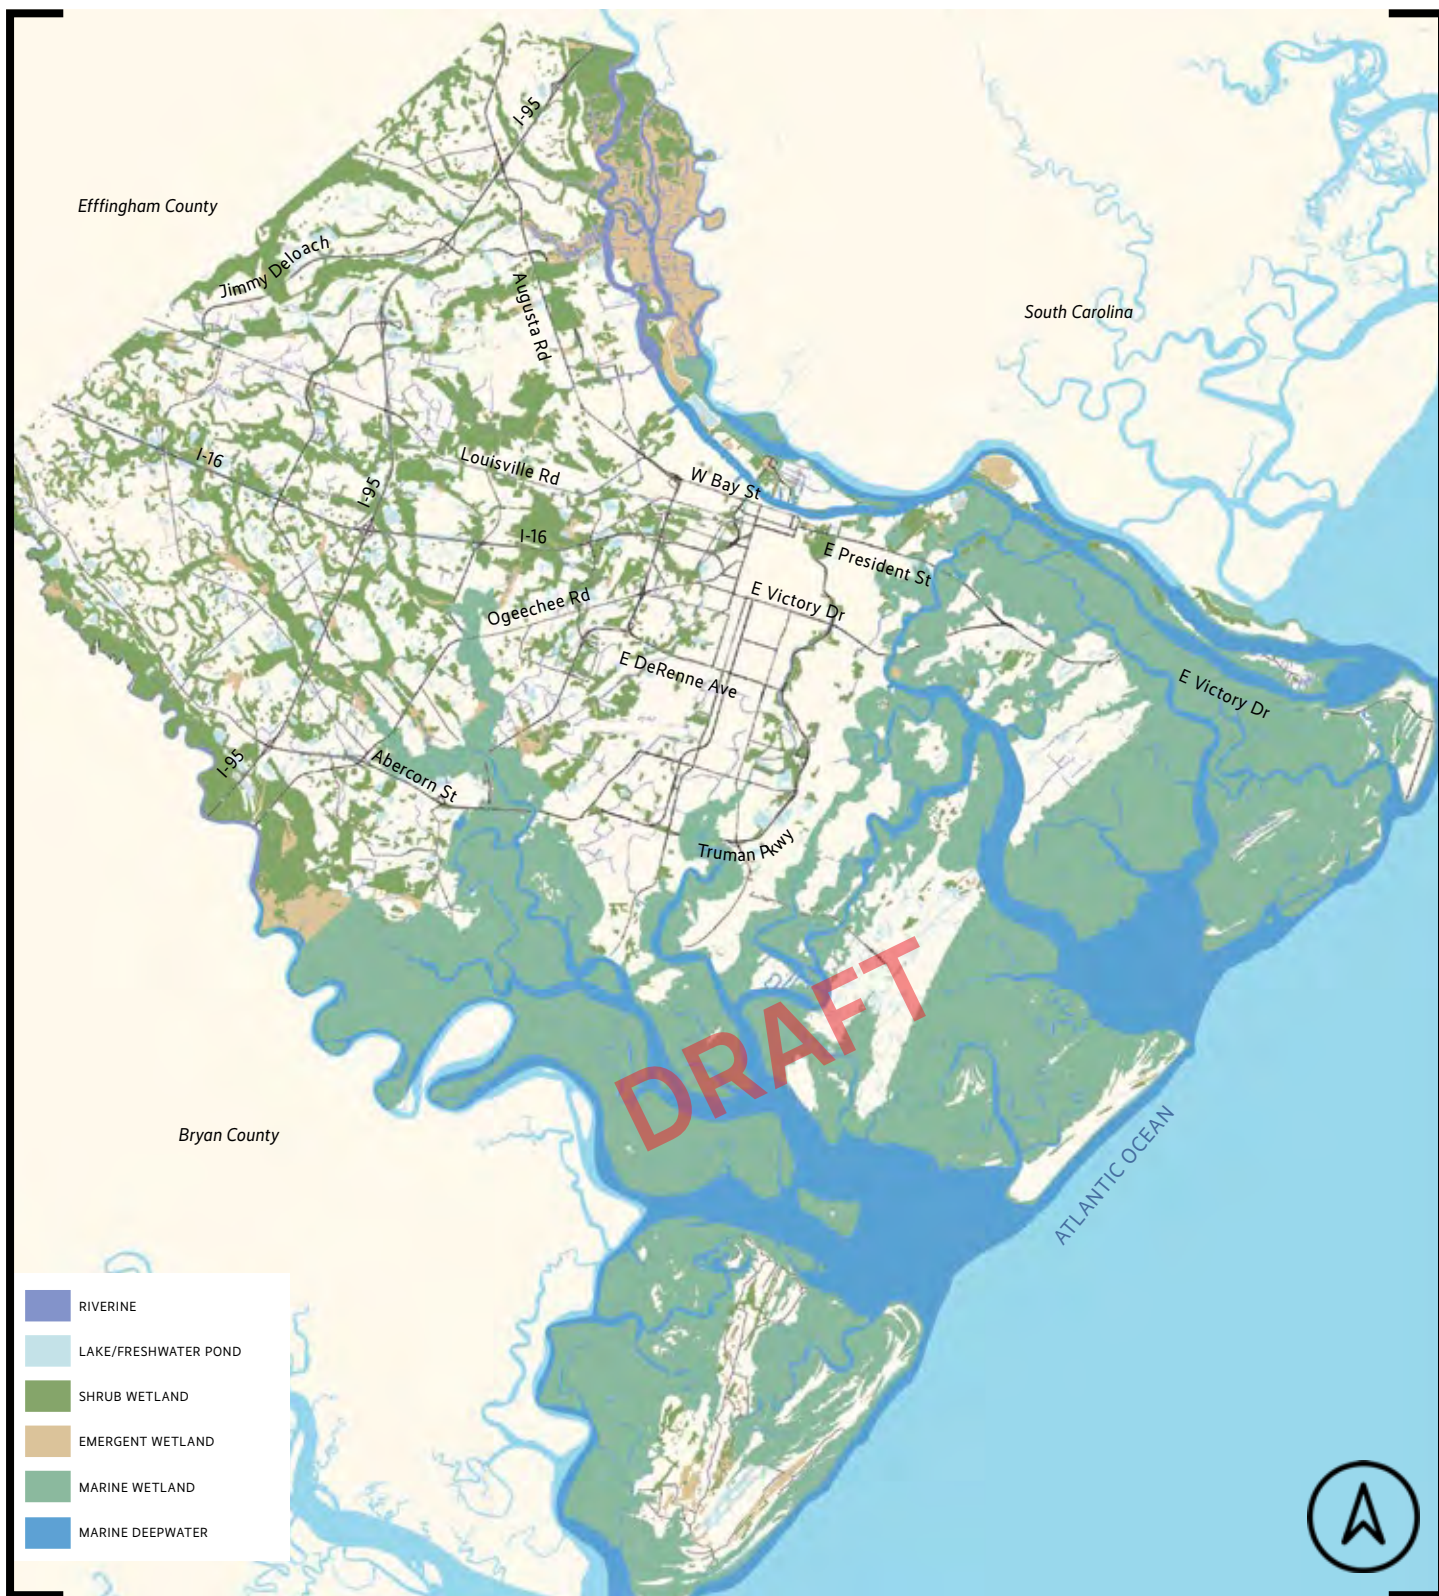 I-95
Efffingham County
Jimmy Deloach
Augusta Rd
South Carolina
I-16
Louisville Rd
I-95
W Bay St
I-16
E President St
Ogeechee Rd
E Victory Dr
E DeRenne Ave
E Victory Dr
I-95
Abercorn St
Truman Pkwy
DRAFT
Bryan County
ATLANTIC OCEAN
RIVERINE
LAKE/FRESHWATER POND
SHRUB WETLAND
EMERGENT WETLAND
MARINE WETLAND
MARINE DEEPWATER